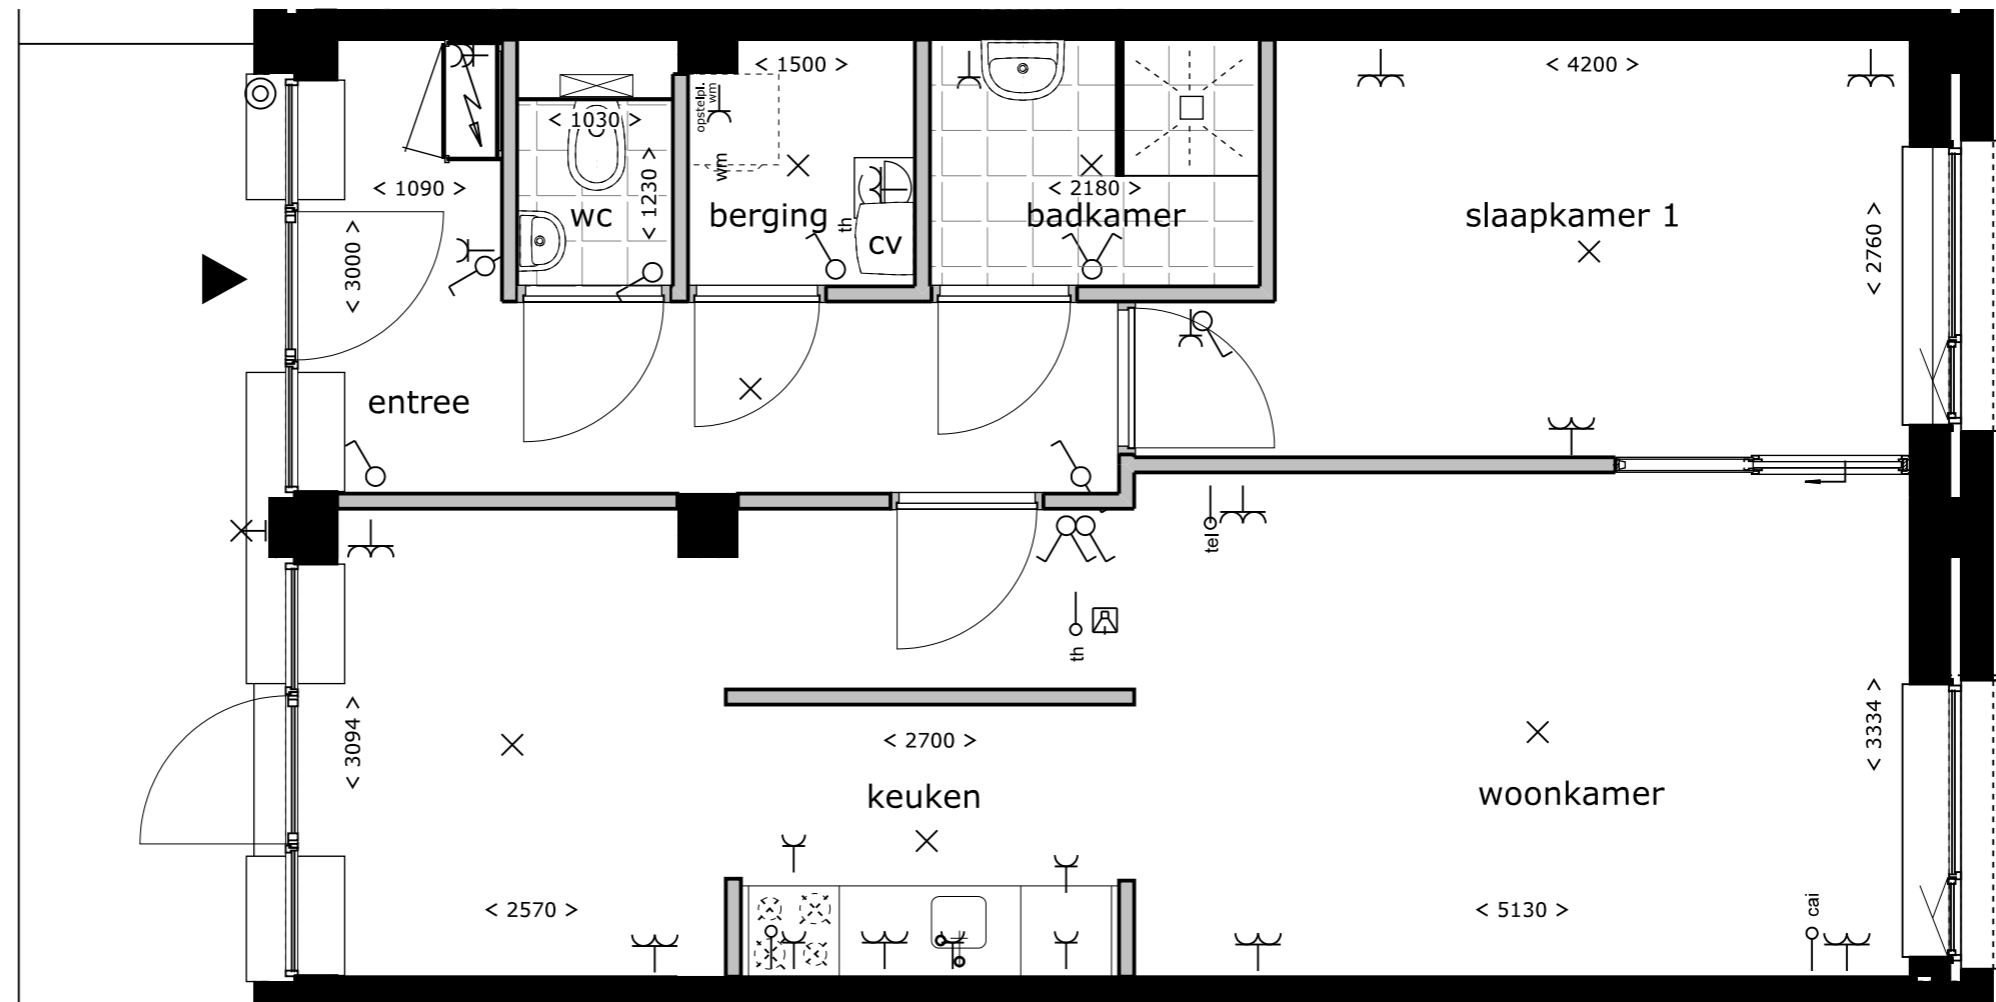 < 1500 >
< 4200 >
opstelpl.
wm
< 1030 >
wm
< 1090 >
< 1230 >
< 2180 >
wc
berging
th
badkamer
slaapkamer 1
cv
< 3000 >
< 2760 >
entree
tel
th
< 3094 >
< 2700 >
< 3334 >
keuken
woonkamer
< 2570 >
< 5130 >
cai